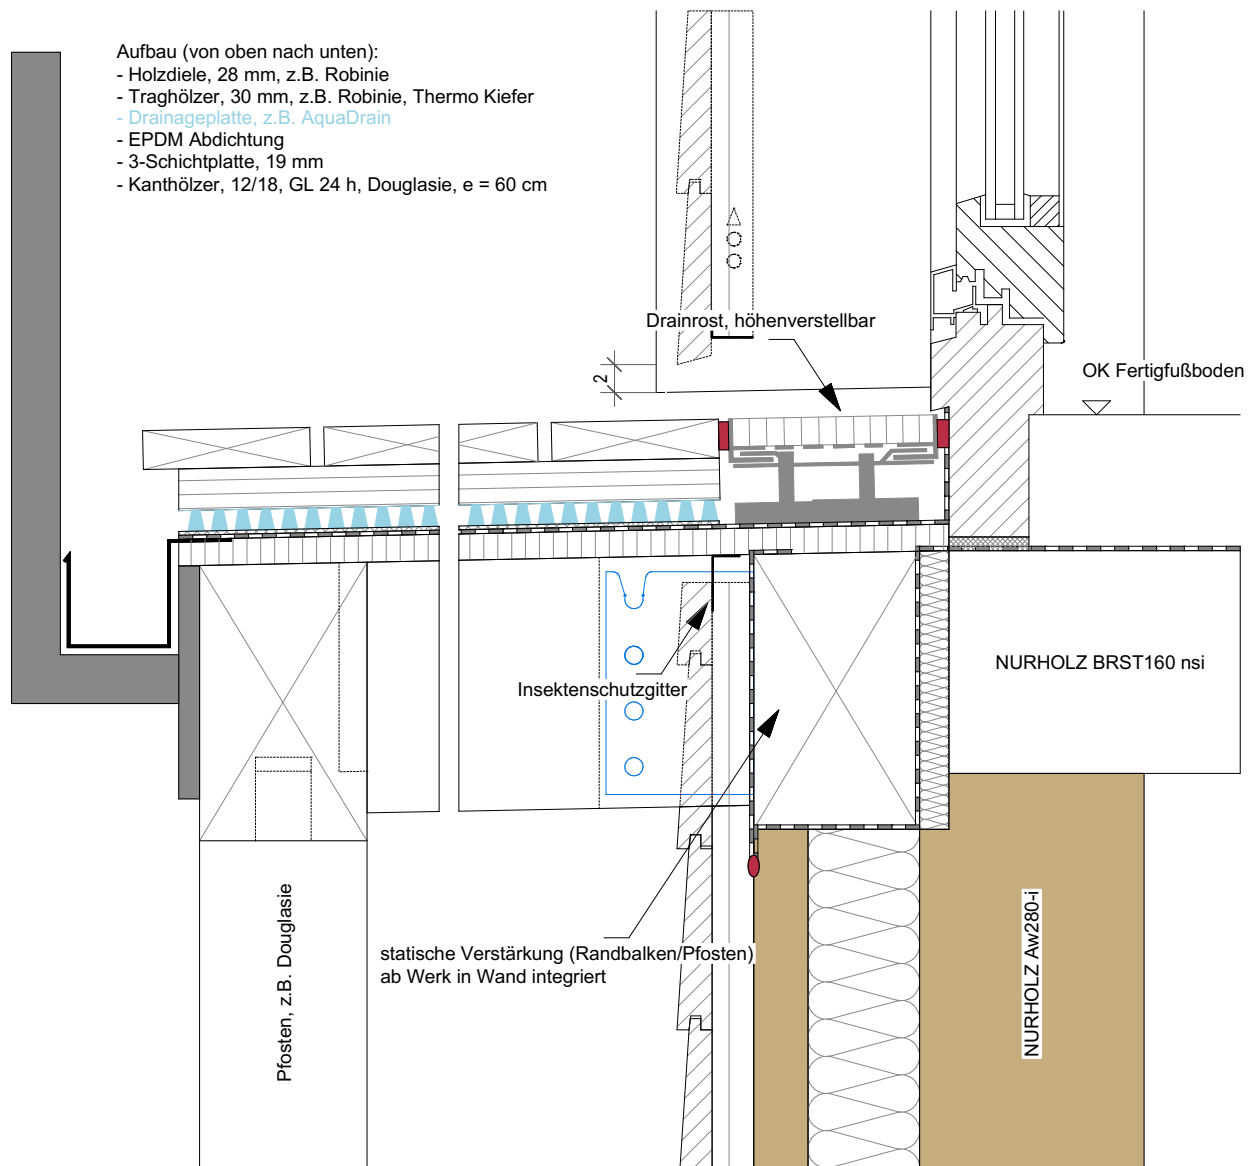 Aufbau (von oben nach unten):
- Holzdiele, 28 mm, z.B. Robinie
- Traghölzer, 30 mm, z.B. Robinie, Thermo Kiefer
- Drainageplatte, z.B. AquaDrain
- EPDM Abdichtung
- 3-Schichtplatte, 19 mm
- Kanthölzer, 12/18, GL 24 h, Douglasie, e = 60 cm
Drainrost, höhenverstellbar
2
OK Fertigfußboden
NURHOLZ BRST160 nsi
Insektenschutzgitter
statische Verstärkung (Randbalken/Pfosten)
ab Werk in Wand integriert
Pfosten, z.B. Douglasie
NURHOLZ Aw280-i